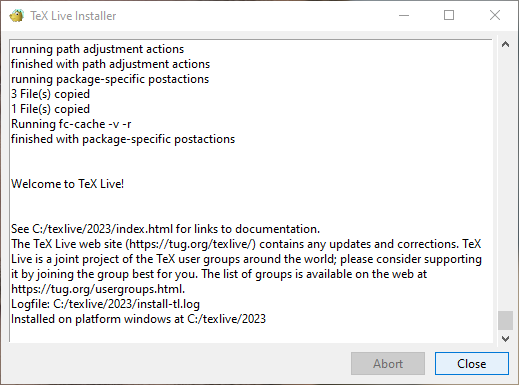 TeX Live Installer
running path adjustment actions
finished with path adjustment actions
running package-specific postactions
3 File(s) copied
1 File(s) copied
Running fc-cache -v -r
finished with package-specific postactions
Welcome to TeX Live!
See C:/texlive/2023/index.html for links to documentation.
The TeX Live web site (https://tug.org/texlive/) contains any updates and corrections. TeX
Live is a joint project of the TeX user groups around the world; please consider supporting
it by joining the group best for you. The list of groups is available on the web at
https://tug.org/usergroups.html.
Logfile: C:/texlive/2023/install-tl.log
Installed on platform windows at C:/texlive/2023
Abort
Close